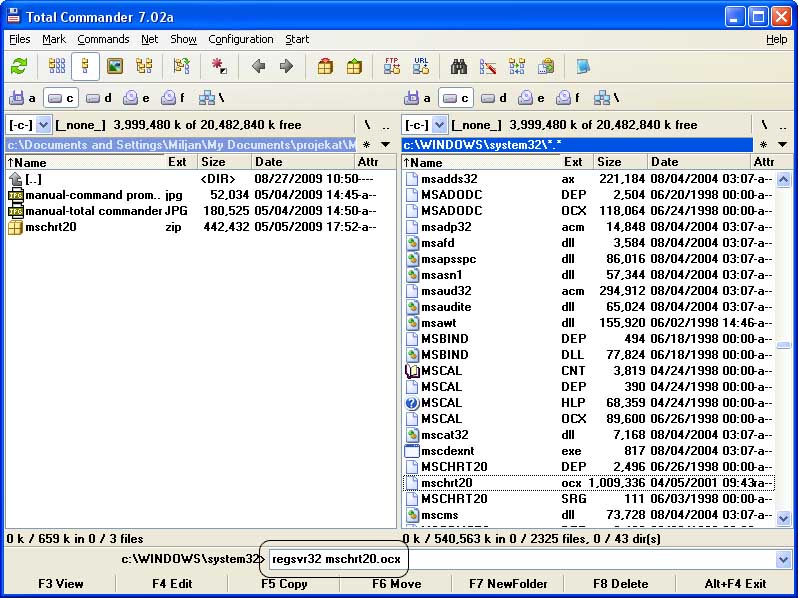 Total Commander 7.02a
Files Mark Commands Net Show Configuration Start Help
FTP URL
a c d e f \ a c d e f \
[-c-] [_none_] 3,999,480 k of 20,482,840 k free \ .. [-c-] [_none_] 3,999,480 k of 20,482,840 k free \ ..
c:\Documents and Settings\Miljan\My Documents\projekat\M * c:\WINDOWS\system32\*.* *
↑Name Ext Size Date Attr ↑Name Ext Size Date Attr
[..] <DIR> 08/27/2009 10:50 ----
manual-command prom.. jpg 52,034 05/04/2009 14:45 -a--
manual-total commander JPG 180,525 05/04/2009 14:50 -a--
mschrt20 zip 442,432 05/05/2009 17:52 -a--
msadds32 ax 221,184 08/04/2004 03:07 -a--
MSADODC DEP 2,504 06/20/1998 00:00 -a--
MSADODC OCX 118,064 06/24/1998 00:00 -a--
msadp32 acm 14,848 08/04/2004 03:07 -a--
msafd dll 3,584 08/04/2004 03:07 -a--
msapsspc dll 86,016 08/04/2004 03:07 -a--
msasn1 dll 57,344 08/04/2004 03:07 -a--
msaud32 acm 294,912 08/04/2004 03:07 -a--
msaudite dll 65,024 08/04/2004 03:07 -a--
msawt dll 155,920 06/02/1998 14:46 -a--
MSBIND DEP 494 06/18/1998 00:00 -a--
MSBIND DLL 77,824 06/18/1998 00:00 -a--
MSCAL CNT 3,819 04/24/1998 00:00 -a--
MSCAL DEP 390 04/24/1998 00:00 -a--
MSCAL HLP 68,359 04/24/1998 00:00 -a--
MSCAL OCX 89,600 06/26/1998 00:00 -a--
mscat32 dll 7,168 08/04/2004 03:07 -a--
mscdexnt exe 817 08/04/2004 03:07 -a--
MSCHRT20 DEP 2,496 06/26/1998 00:00 -a--
mschrt20 ocx 1,009,336 04/05/2001 09:43 ra--
MSCHRT20 SRG 111 06/03/1998 00:00 -a--
mscms dll 73,728 08/04/2004 03:07 -a--
0 k / 659 k in 0 / 3 files 0 k / 540,563 k in 0 / 2325 files, 0 / 43 dir(s)
c:\WINDOWS\system32> regsvr32 mschrt20.ocx
F3 View F4 Edit F5 Copy F6 Move F7 NewFolder F8 Delete Alt+F4 Exit